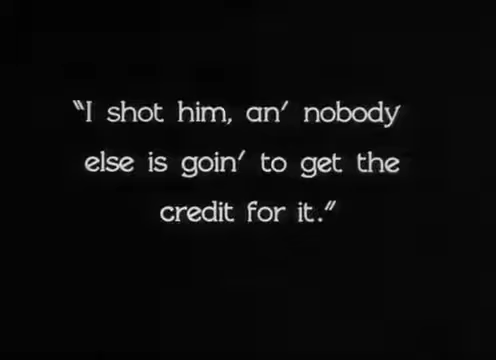 "I shot him, an' nobody
else is goin' to get the
credit for it."